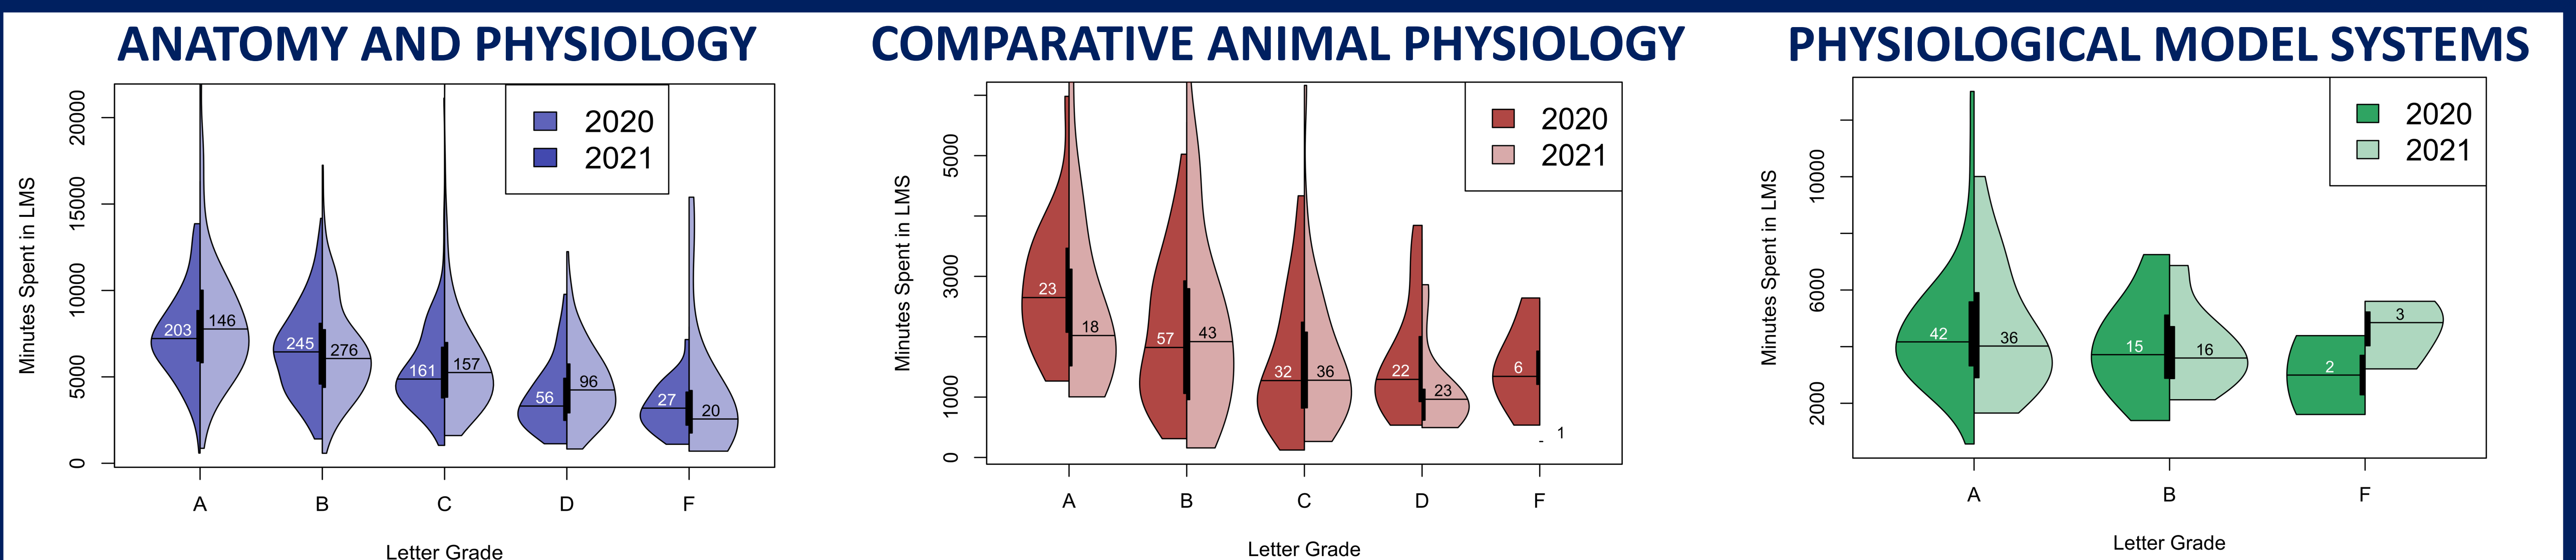 ANATOMY AND PHYSIOLOGY
Minutes Spent in LMS
0
5000
10000
15000
20000
2020
2021
203
146
245
276
161
157
56
96
27
20
A
B
C
D
F
Letter Grade
COMPARATIVE ANIMAL PHYSIOLOGY
Minutes Spent in LMS
0
1000
3000
5000
2020
2021
23
18
57
43
32
36
22
23
6
1
A
B
C
D
F
Letter Grade
PHYSIOLOGICAL MODEL SYSTEMS
Minutes Spent in LMS
2000
6000
10000
2020
2021
42
36
15
16
2
3
A
B
F
Letter Grade